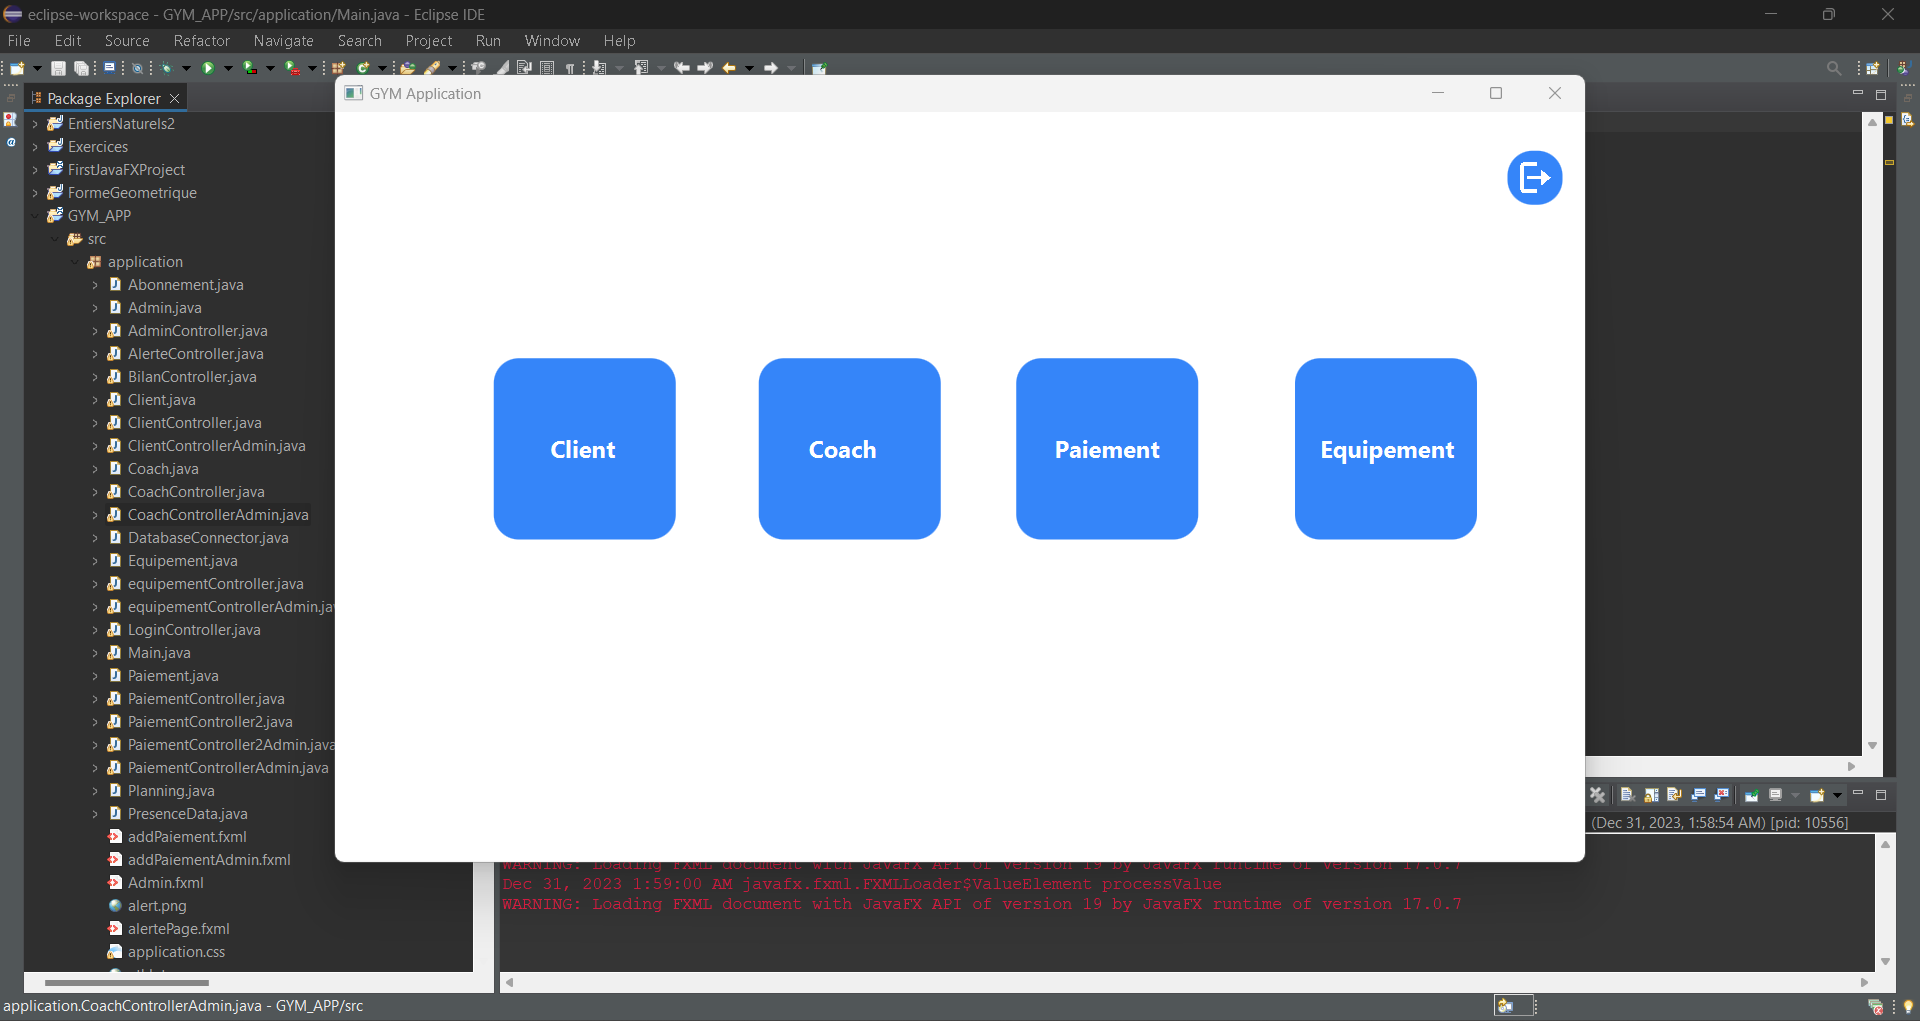 eclipse-workspace - GYM_APP/src/application/Main.java - Eclipse IDE
File Edit Source Refactor Navigate Search Project Run Window Help
Package Explorer
EntiersNaturels2
Exercices
FirstJavaFXProject
FormeGeometrique
GYM_APP
src
application
Abonnement.java
Admin.java
AdminController.java
AlerteController.java
BilanController.java
Client.java
ClientController.java
ClientControllerAdmin.java
Coach.java
CoachController.java
CoachControllerAdmin.java
DatabaseConnector.java
Equipement.java
equipementController.java
equipementControllerAdmin.ja
LoginController.java
Main.java
Paiement.java
PaiementController.java
PaiementController2.java
PaiementController2Admin.java
PaiementControllerAdmin.java
Planning.java
PresenceData.java
addPaiement.fxml
addPaiementAdmin.fxml
Admin.fxml
alert.png
alertePage.fxml
application.css
GYM Application
Client
Coach
Paiement
Equipement
(Dec 31, 2023, 1:58:54 AM) [pid: 10556]
WARNING: Loading FXML document with JavaFX API of version 19 by JavaFX runtime of version 17.0.7
Dec 31, 2023 1:59:00 AM javafx.fxml.FXMLLoader$ValueElement processValue
WARNING: Loading FXML document with JavaFX API of version 19 by JavaFX runtime of version 17.0.7
application.CoachControllerAdmin.java - GYM_APP/src